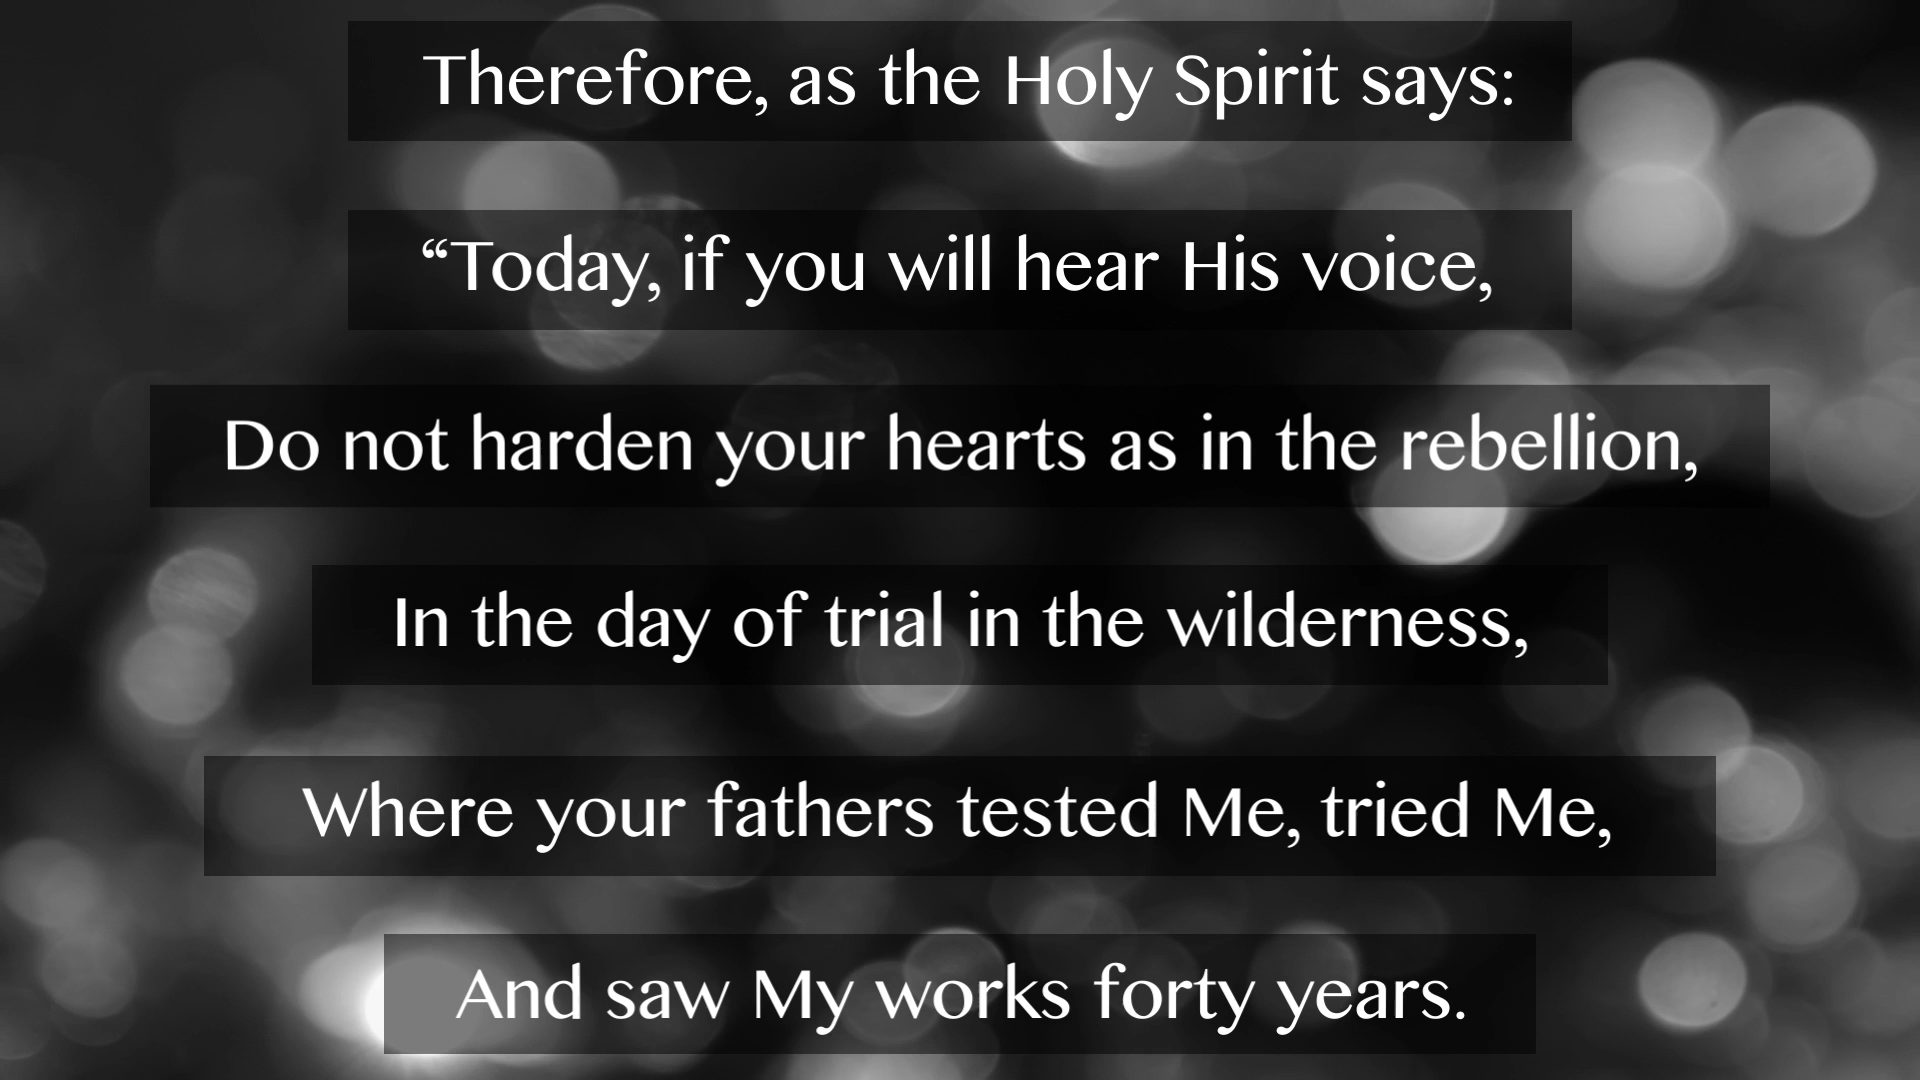 Therefore, as the Holy Spirit says:
“Today, if you will hear His voice,
Do not harden your hearts as in the rebellion,
In the day of trial in the wilderness,
Where your fathers tested Me, tried Me,
And saw My works forty years.